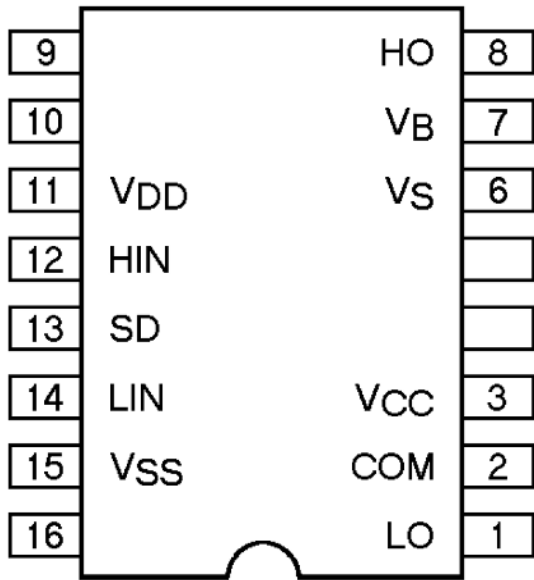 9 HO 8
10 VB 7
11 VDD VS 6
12 HIN
13 SD
14 LIN VCC 3
15 VSS COM 2
16 LO 1